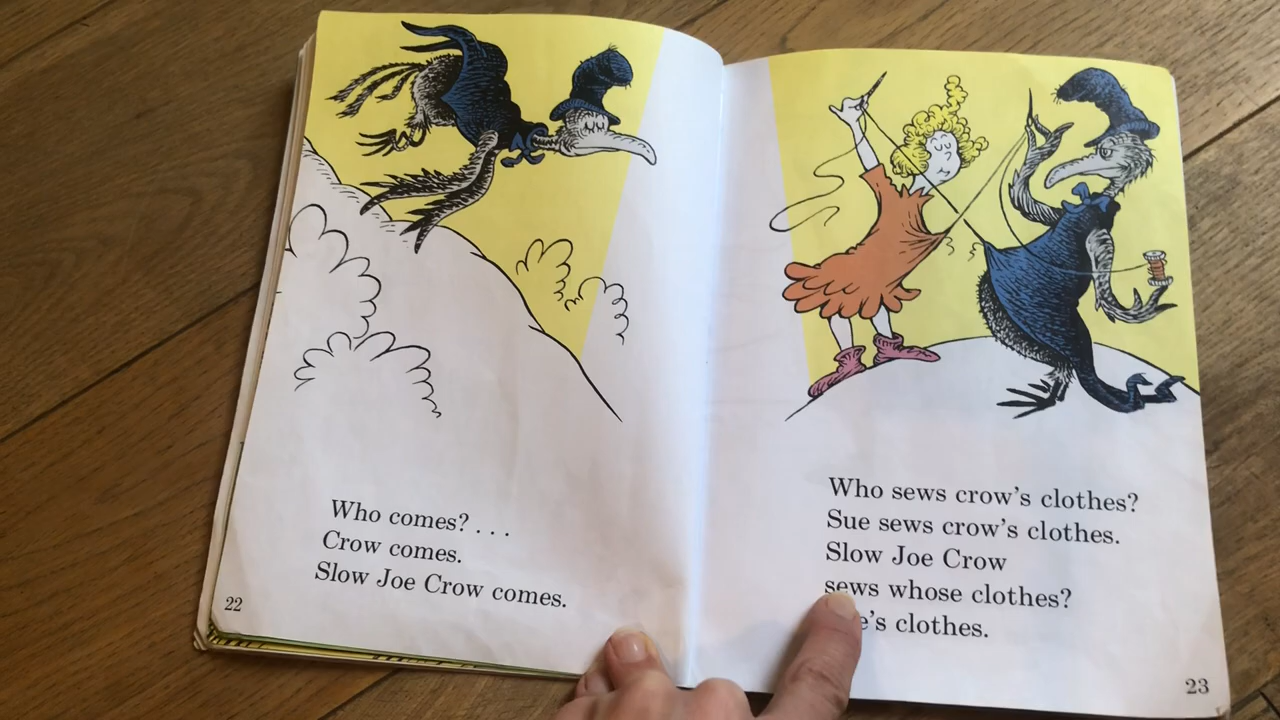 Who comes? . . .
Crow comes.
Slow Joe Crow comes.
22
Who sews crow's clothes?
Sue sews crow's clothes.
Slow Joe Crow
sews whose clothes?
e's clothes.
23